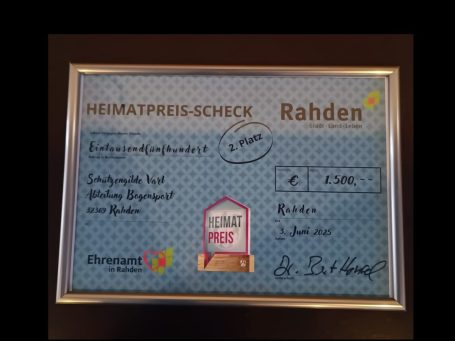 HEIMATPREIS-SCHECK
Rahden
Stadt·Land·Leben
2. Platz
Eintausendfünfhundert
€ 1.500,--
Schützengilde Varl
Abteilung Bogensport
32369 Rahden
HEIMAT
PREIS
Rahden
3. Juni 2025
Ehrenamt
in Rahden